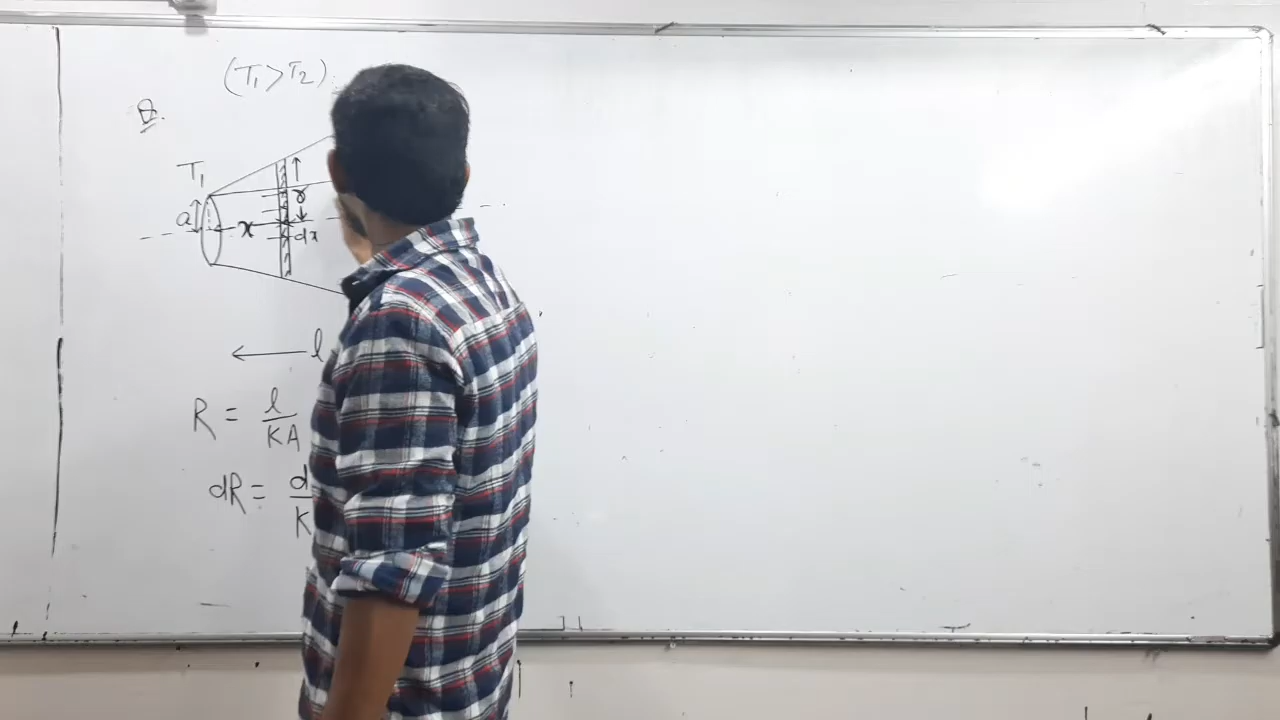 (T₁ > T₂)
Q.
T₁
a
x
r
dx
l
R = l/KA
dR = d/K